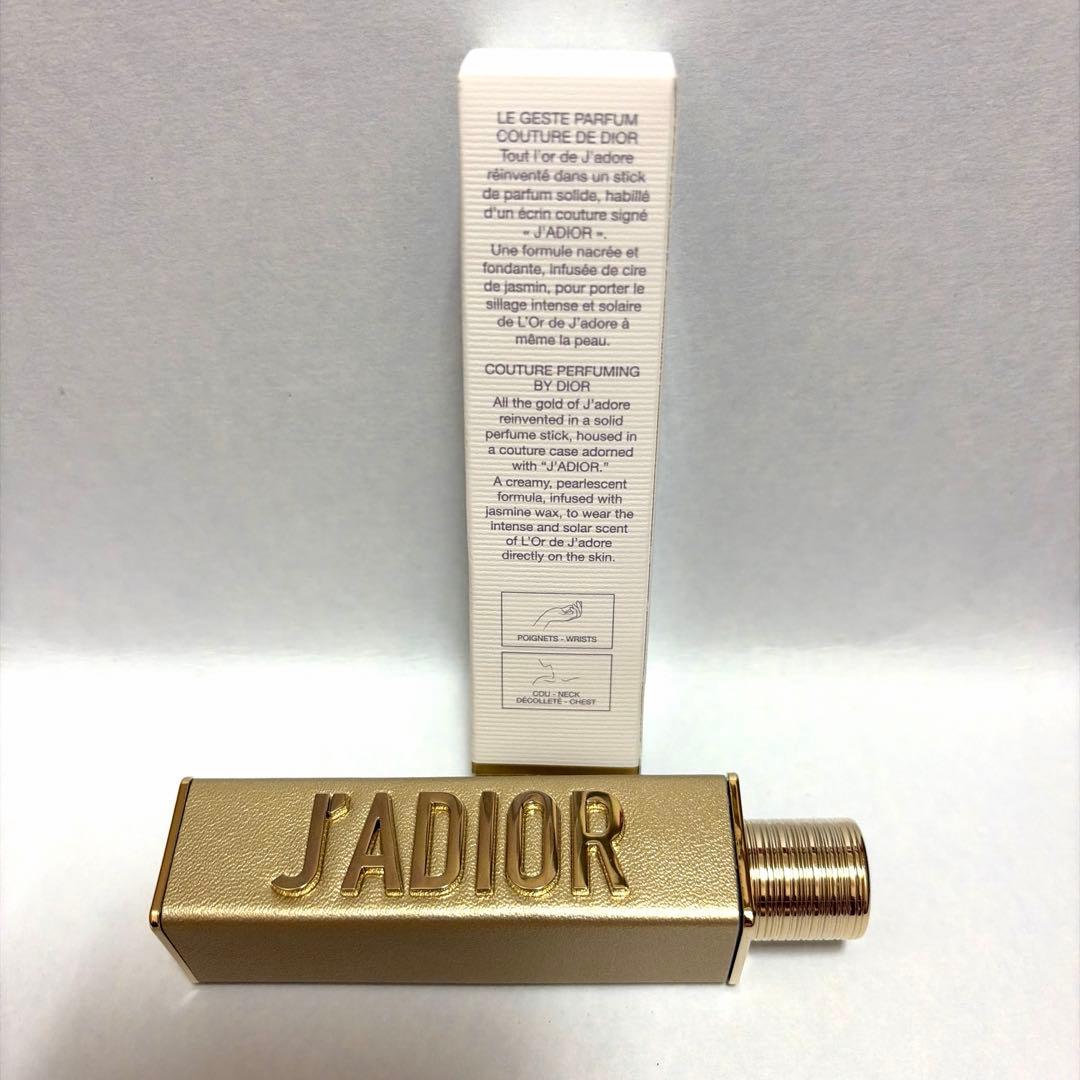 LE GESTE PARFUM
COUTURE DE DIOR
Tout l'or de J'adore
réinventé dans un stick
de parfum solide, habillé
d'un écrin couture signé
« J'ADIOR ».
Une formule nacrée et
fondante, infusée de cire
de jasmin, pour porter le
sillage intense et solaire
de L'Or de J'adore à
même la peau.
COUTURE PERFUMING
BY DIOR
All the gold of J'adore
reinvented in a solid
perfume stick, housed in
a couture case adorned
with “J'ADIOR.”
A creamy, pearlescent
formula, infused with
jasmine wax, to wear the
intense and solar scent
of L'Or de J'adore
directly on the skin.
POIGNETS - WRISTS
COU - NECK
DÉCOLLETÉ - CHEST
J'ADIOR